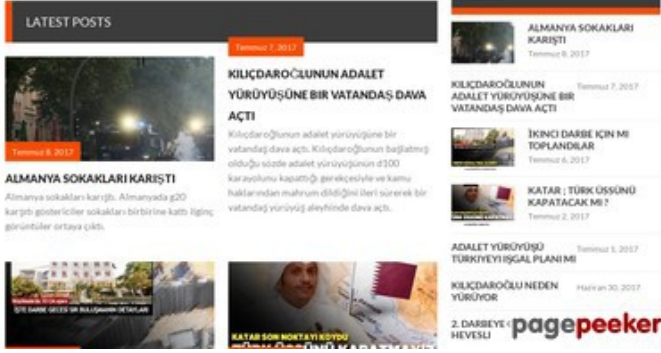 LATEST POSTS
Temmuz 8, 2017
ALMANYA SOKAKLARI KARIŞTI
Almanya sokakları karıştı. Almanyada g20
karşıtı göstericiler sokakları birbirine kattı ilginç
görüntüler ortaya çıktı.
Temmuz 7, 2017
KILIÇDAROĞLUNUN ADALET
YÜRÜYÜŞÜNE BIR VATANDAŞ DAVA
AÇTI
Kılıçdaroğlunun adalet yürüyüşüne bir
vatandaş dava açtı. Kılıçdaroğlunun başlatmış
olduğu sözde adalet yürüyüşünün d100
karayolunu kapattığı gerekçesiyle ve kamu
haklarından mahrum dildiğini ileri sürerek bir
vatandaş yürüyüş aleyhinde dava açtı.
İŞTE DARBE GECESİ SIR BULUŞMANIN DETAYLARI
KATAR SON NOKTAYI KOYDU
TÜRK ÜSSÜNÜ KAPATMAYIZ
ALMANYA SOKAKLARI
KARIŞTI
Temmuz 8, 2017
KILIÇDAROĞLUNUN
ADALET YÜRÜYÜŞÜNE BIR
VATANDAŞ DAVA AÇTI
Temmuz 7, 2017
İKINCI DARBE IÇIN MI
TOPLANDILAR
Temmuz 6, 2017
KATAR ; TÜRK ÜSSÜNÜ
KAPATACAK MI ?
Temmuz 2, 2017
ADALET YÜRÜYÜŞÜ
TÜRKIYEYI IŞGAL PLANI MI
Temmuz 1, 2017
KILIÇDAROĞLU NEDEN
YÜRÜYOR
Haziran 30, 2017
2. DARBEYE
HEVESLI
pagepeeker